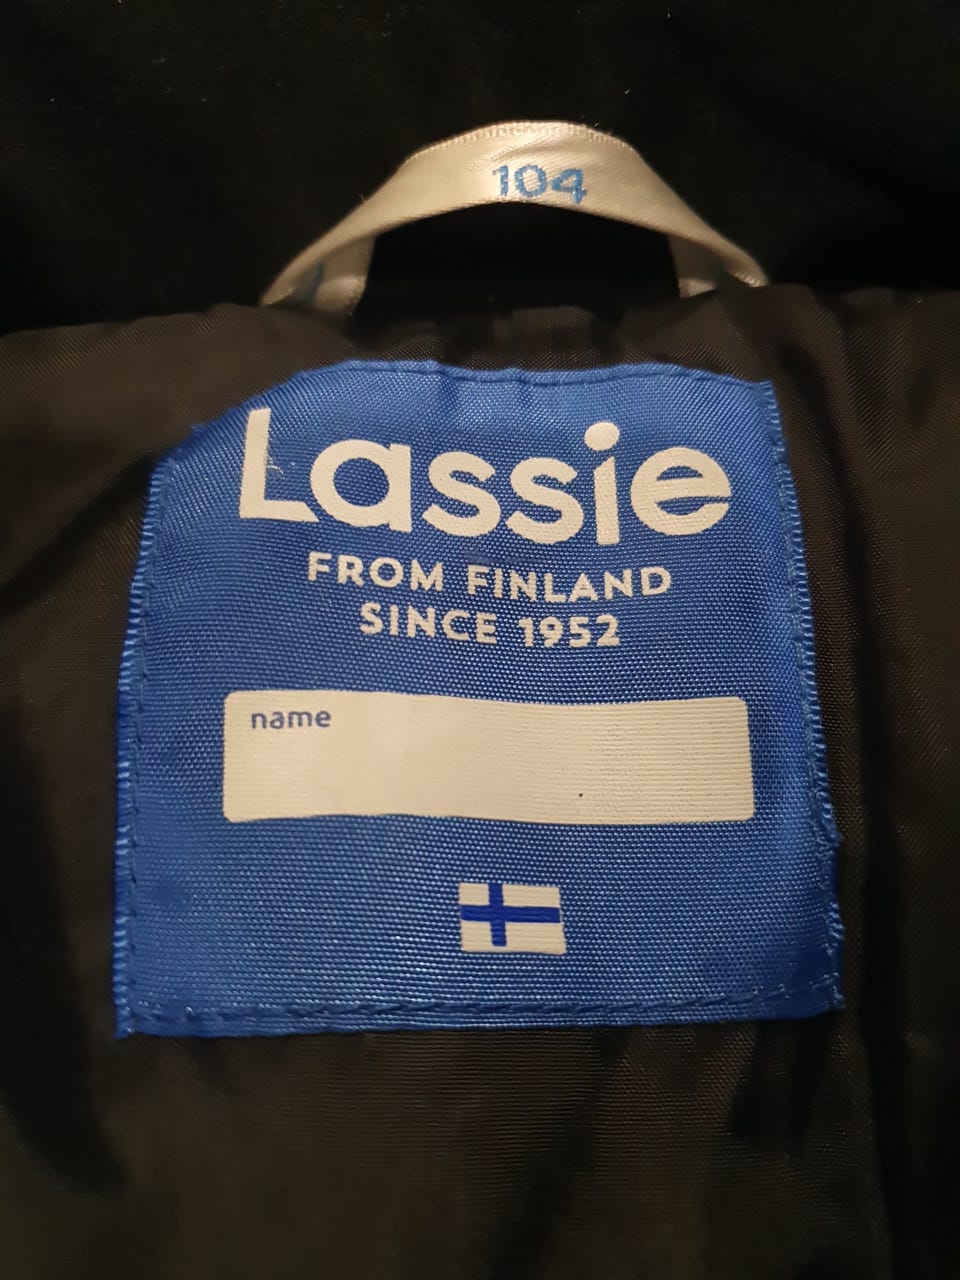 104
Lassie
FROM FINLAND
SINCE 1952
name